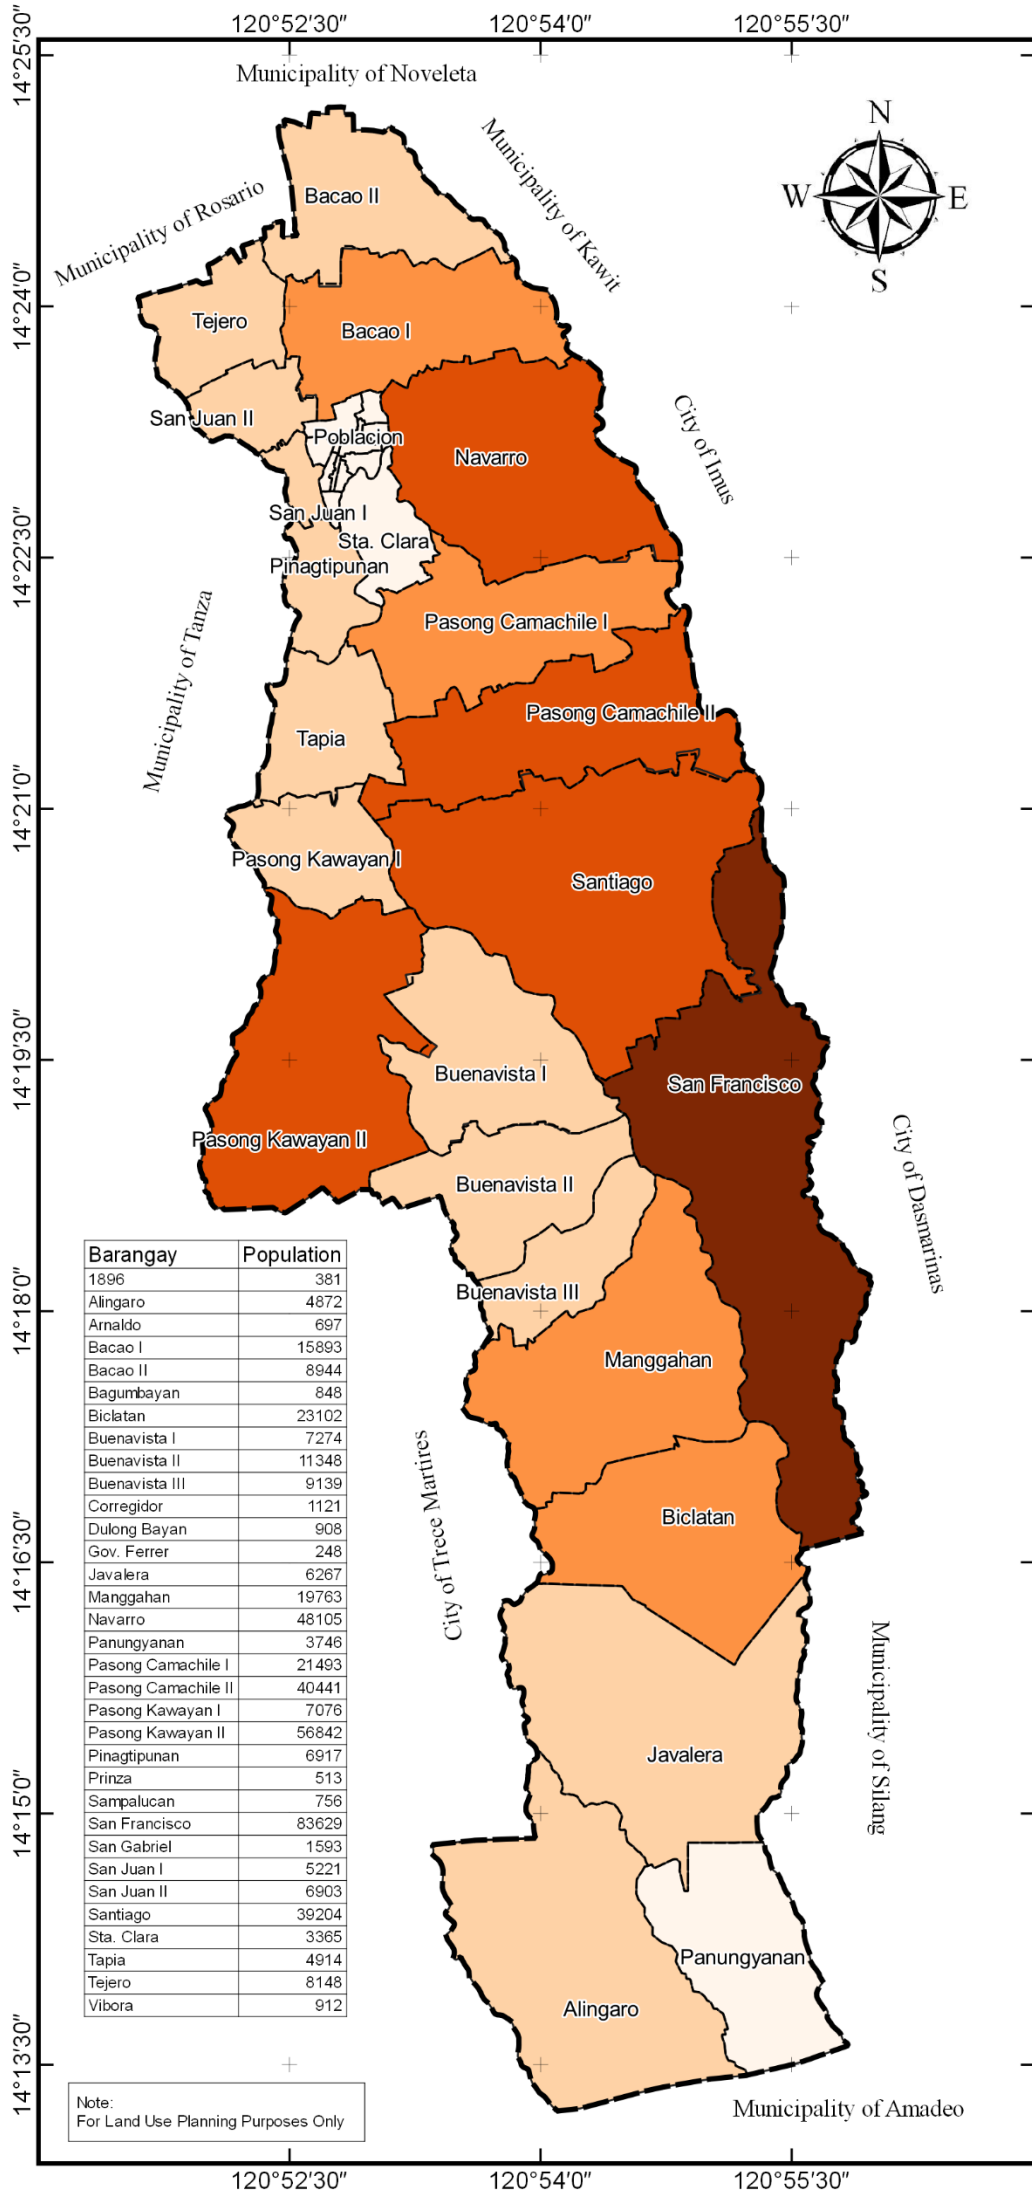 120°52'30" 120°54'0" 120°55'30"
14°25'30"
Municipality of Noveleta
N
Municipality of Kawit
W E
Bacao II
Municipality of Rosario
S
14°24'0"
Tejero
Bacao I
San Juan II
City of Imus
Poblacion
Navarro
San Juan I
Sta. Clara
14°22'30"
Pinagtipunan
Pasong Camachile I
Municipality of Tanza
Pasong Camachile II
Tapia
14°21'0"
Pasong Kawayan I
Santiago
14°19'30"
Buenavista I
San Francisco
Pasong Kawayan II
City of Dasmarinas
Buenavista II
Buenavista III
14°18'0"
Manggahan
City of Trece Martires
Biclatan
14°16'30"
Municipality of Silang
Javalera
14°15'0"
Panungyanan
Alingaro
14°13'30"
Municipality of Amadeo
Barangay Population
1896 381
Alingaro 4872
Arnaldo 697
Bacao I 15893
Bacao II 8944
Bagumbayan 848
Biclatan 23102
Buenavista I 7274
Buenavista II 11348
Buenavista III 9139
Corregidor 1121
Dulong Bayan 908
Gov. Ferrer 248
Javalera 6267
Manggahan 19763
Navarro 48105
Panungyanan 3746
Pasong Camachile I 21493
Pasong Camachile II 40441
Pasong Kawayan I 7076
Pasong Kawayan II 56842
Pinagtipunan 6917
Prinza 513
Sampalucan 756
San Francisco 83629
San Gabriel 1593
San Juan I 5221
San Juan II 6903
Santiago 39204
Sta. Clara 3365
Tapia 4914
Tejero 8148
Vibora 912
Note:
For Land Use Planning Purposes Only
120°52'30" 120°54'0" 120°55'30"